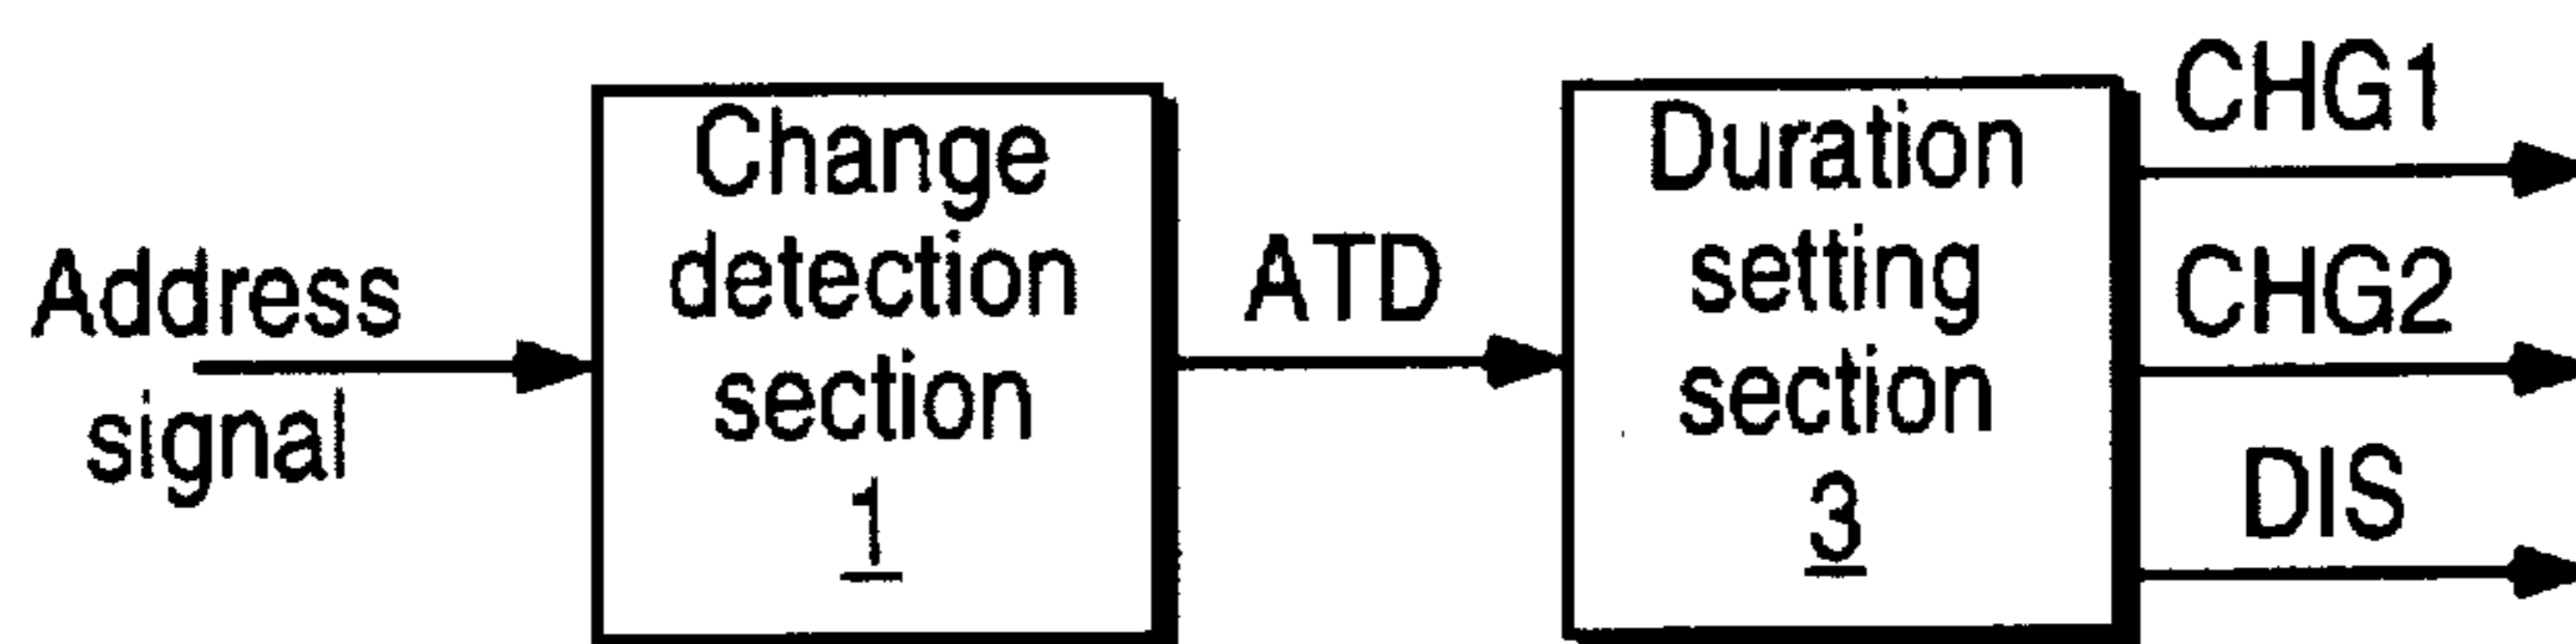 Address
signal
Change
detection
section
1
ATD
Duration
setting
section
3
CHG1
CHG2
DIS